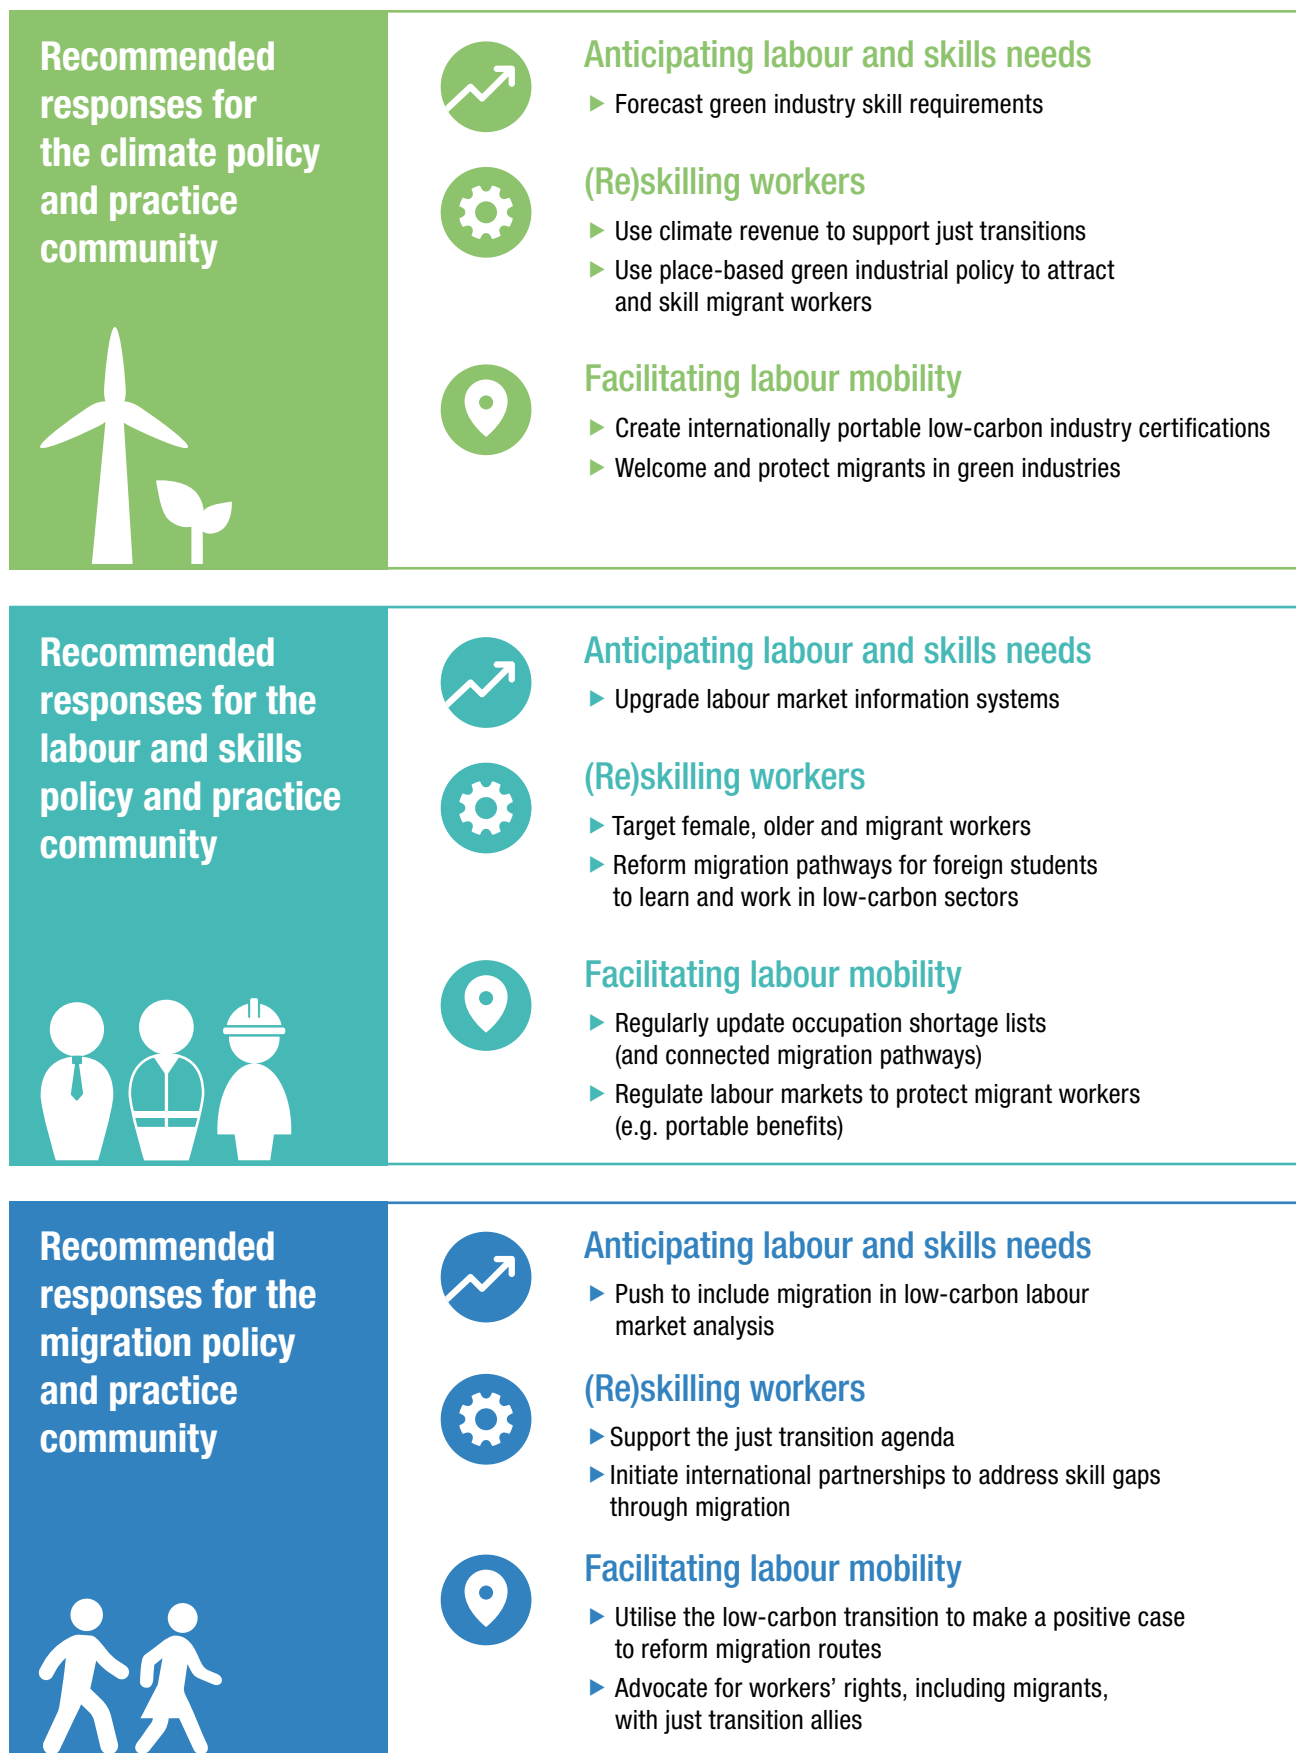 Recommended
responses for
the climate policy
and practice
community
Anticipating labour and skills needs
Forecast green industry skill requirements
(Re)skilling workers
Use climate revenue to support just transitions
Use place-based green industrial policy to attract
and skill migrant workers
Facilitating labour mobility
Create internationally portable low-carbon industry certifications
Welcome and protect migrants in green industries
Recommended
responses for the
labour and skills
policy and practice
community
Anticipating labour and skills needs
Upgrade labour market information systems
(Re)skilling workers
Target female, older and migrant workers
Reform migration pathways for foreign students
to learn and work in low-carbon sectors
Facilitating labour mobility
Regularly update occupation shortage lists
(and connected migration pathways)
Regulate labour markets to protect migrant workers
(e.g. portable benefits)
Recommended
responses for the
migration policy
and practice
community
Anticipating labour and skills needs
Push to include migration in low-carbon labour
market analysis
(Re)skilling workers
Support the just transition agenda
Initiate international partnerships to address skill gaps
through migration
Facilitating labour mobility
Utilise the low-carbon transition to make a positive case
to reform migration routes
Advocate for workers’ rights, including migrants,
with just transition allies